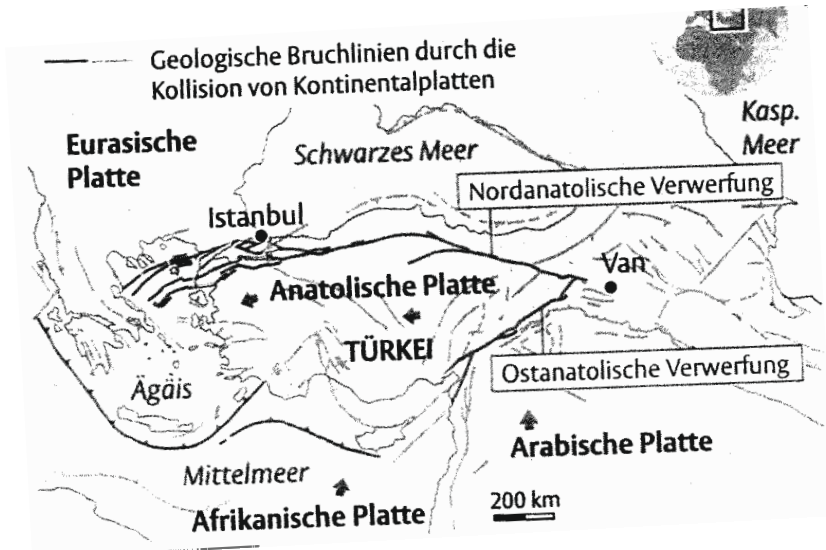 Geologische Bruchlinien durch die
Kollision von Kontinentalplatten
Kasp.
Meer
Eurasische
Platte
Schwarzes Meer
Nordanatolische Verwerfung
Istanbul
Van
Anatolische Platte
TÜRKEI
Ostanatolische Verwerfung
Ägäis
Arabische Platte
Mittelmeer
200 km
Afrikanische Platte